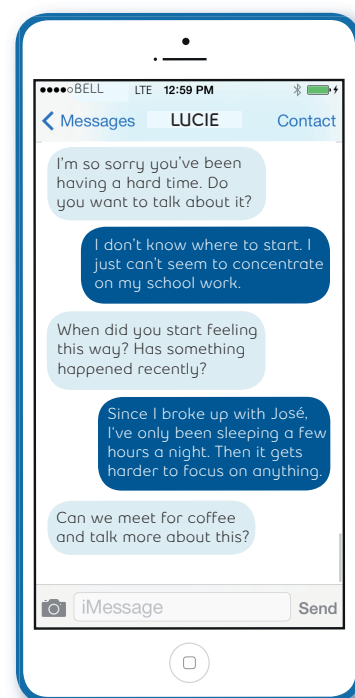 BELL LTE 12:59 PM
Messages LUCIE Contact
I'm so sorry you've been
having a hard time. Do
you want to talk about it?
I don't know where to start. I
just can't seem to concentrate
on my school work.
When did you start feeling
this way? Has something
happened recently?
Since I broke up with José,
I've only been sleeping a few
hours a night. Then it gets
harder to focus on anything.
Can we meet for coffee
and talk more about this?
iMessage Send